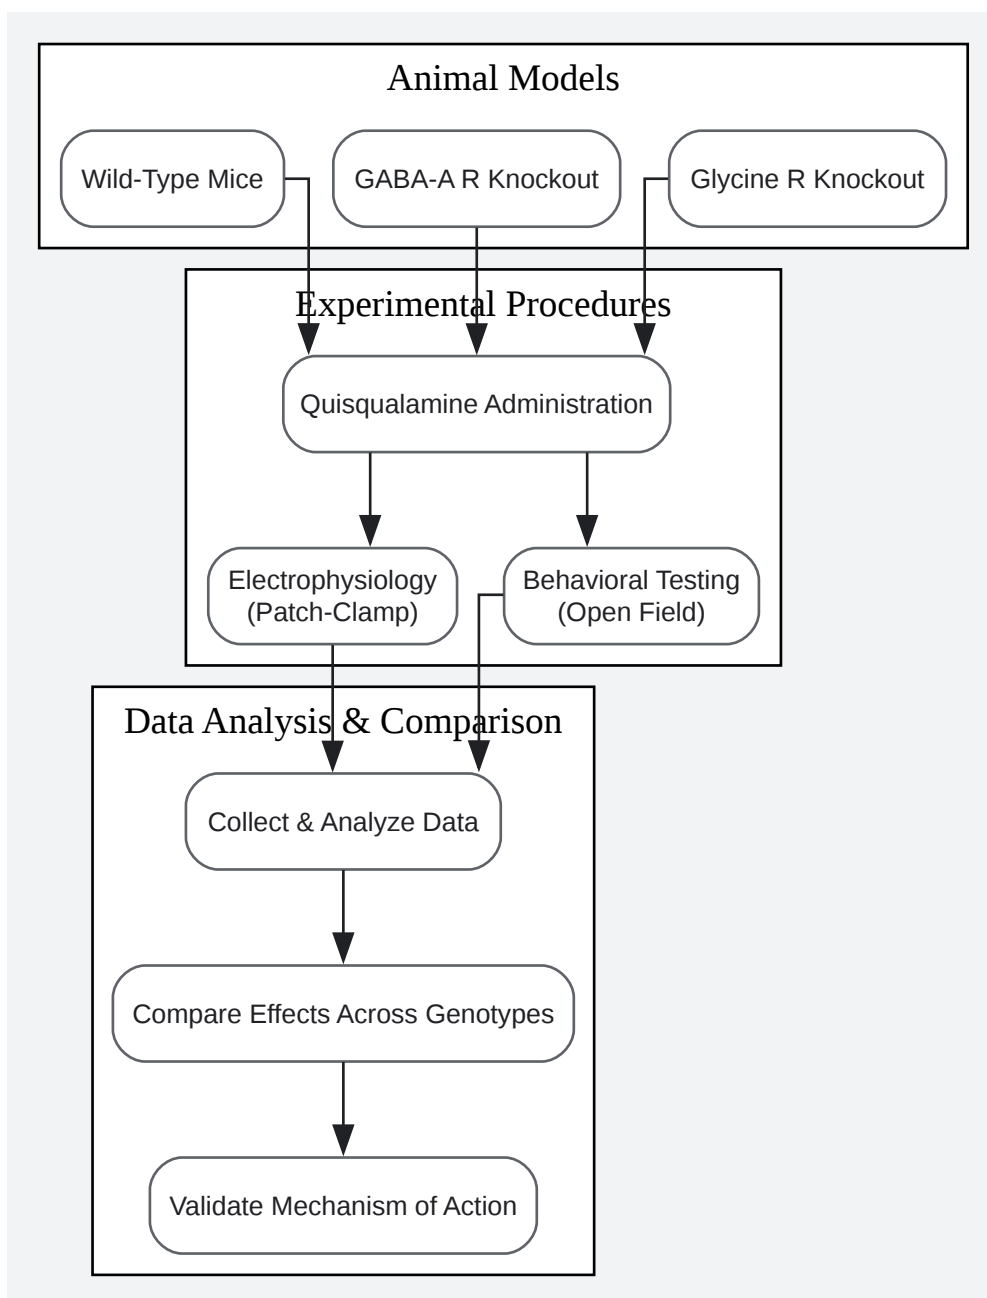 Animal Models
Wild-Type Mice
GABA-A R Knockout
Glycine R Knockout
Experimental Procedures
Quisqualamine Administration
Electrophysiology
(Patch-Clamp)
Behavioral Testing
(Open Field)
Data Analysis & Comparison
Collect & Analyze Data
Compare Effects Across Genotypes
Validate Mechanism of Action